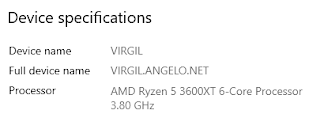 Device specifications
Device name VIRGIL
Full device name VIRGIL.ANGELO.NET
Processor AMD Ryzen 5 3600XT 6-Core Processor
3.80 GHz